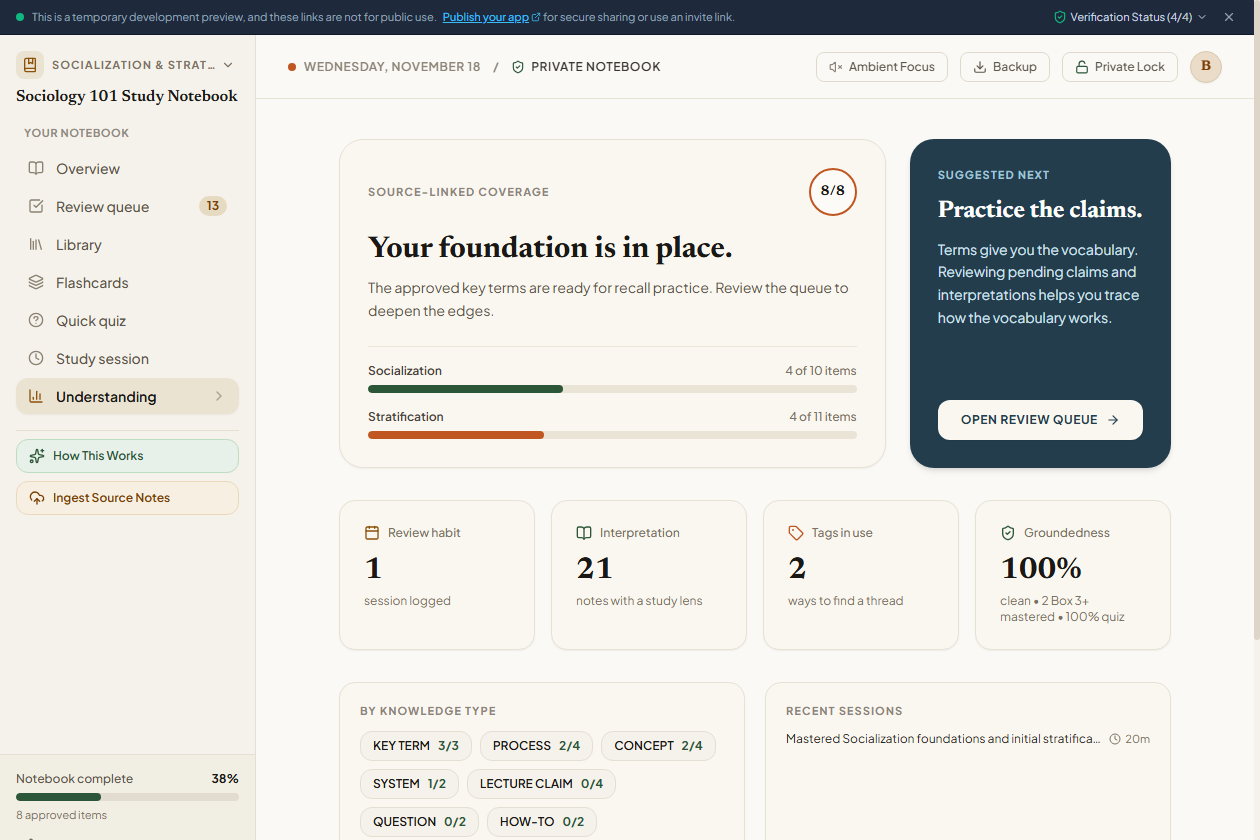 This is a temporary development preview, and these links are not for public use. Publish your app for secure sharing or use an invite link.
Verification Status (4/4)
SOCIALIZATION & STRAT...
Sociology 101 Study Notebook
YOUR NOTEBOOK
Overview
Review queue 13
Library
Flashcards
Quick quiz
Study session
Understanding
How This Works
Ingest Source Notes
Notebook complete 38%
8 approved items
WEDNESDAY, NOVEMBER 18 / PRIVATE NOTEBOOK
Ambient Focus
Backup
Private Lock
B
SOURCE-LINKED COVERAGE
8/8
Your foundation is in place.
The approved key terms are ready for recall practice. Review the queue to
deepen the edges.
Socialization 4 of 10 items
Stratification 4 of 11 items
SUGGESTED NEXT
Practice the claims.
Terms give you the vocabulary.
Reviewing pending claims and
interpretations helps you trace
how the vocabulary works.
OPEN REVIEW QUEUE
Review habit
1
session logged
Interpretation
21
notes with a study lens
Tags in use
2
ways to find a thread
Groundedness
100%
clean • 2 Box 3+
mastered • 100% quiz
BY KNOWLEDGE TYPE
KEY TERM 3/3
PROCESS 2/4
CONCEPT 2/4
SYSTEM 1/2
LECTURE CLAIM 0/4
QUESTION 0/2
HOW-TO 0/2
RECENT SESSIONS
Mastered Socialization foundations and initial stratifica... 20m